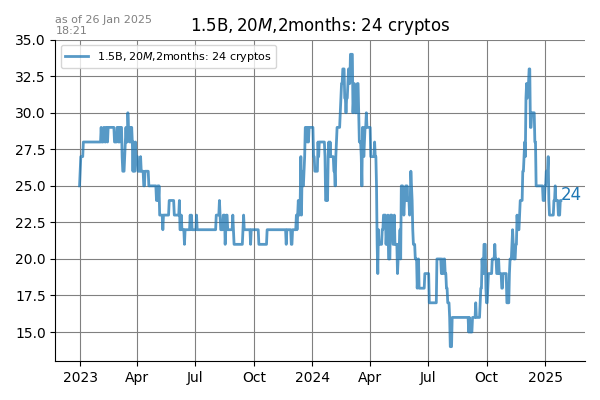 as of 26 Jan 2025
18:21
1.5B, 20M,2months: 24 cryptos
1.5B, 20M,2months: 24 cryptos
35.0
32.5
30.0
27.5
25.0
22.5
20.0
17.5
15.0
24
2023
Apr
Jul
Oct
2024
Apr
Jul
Oct
2025